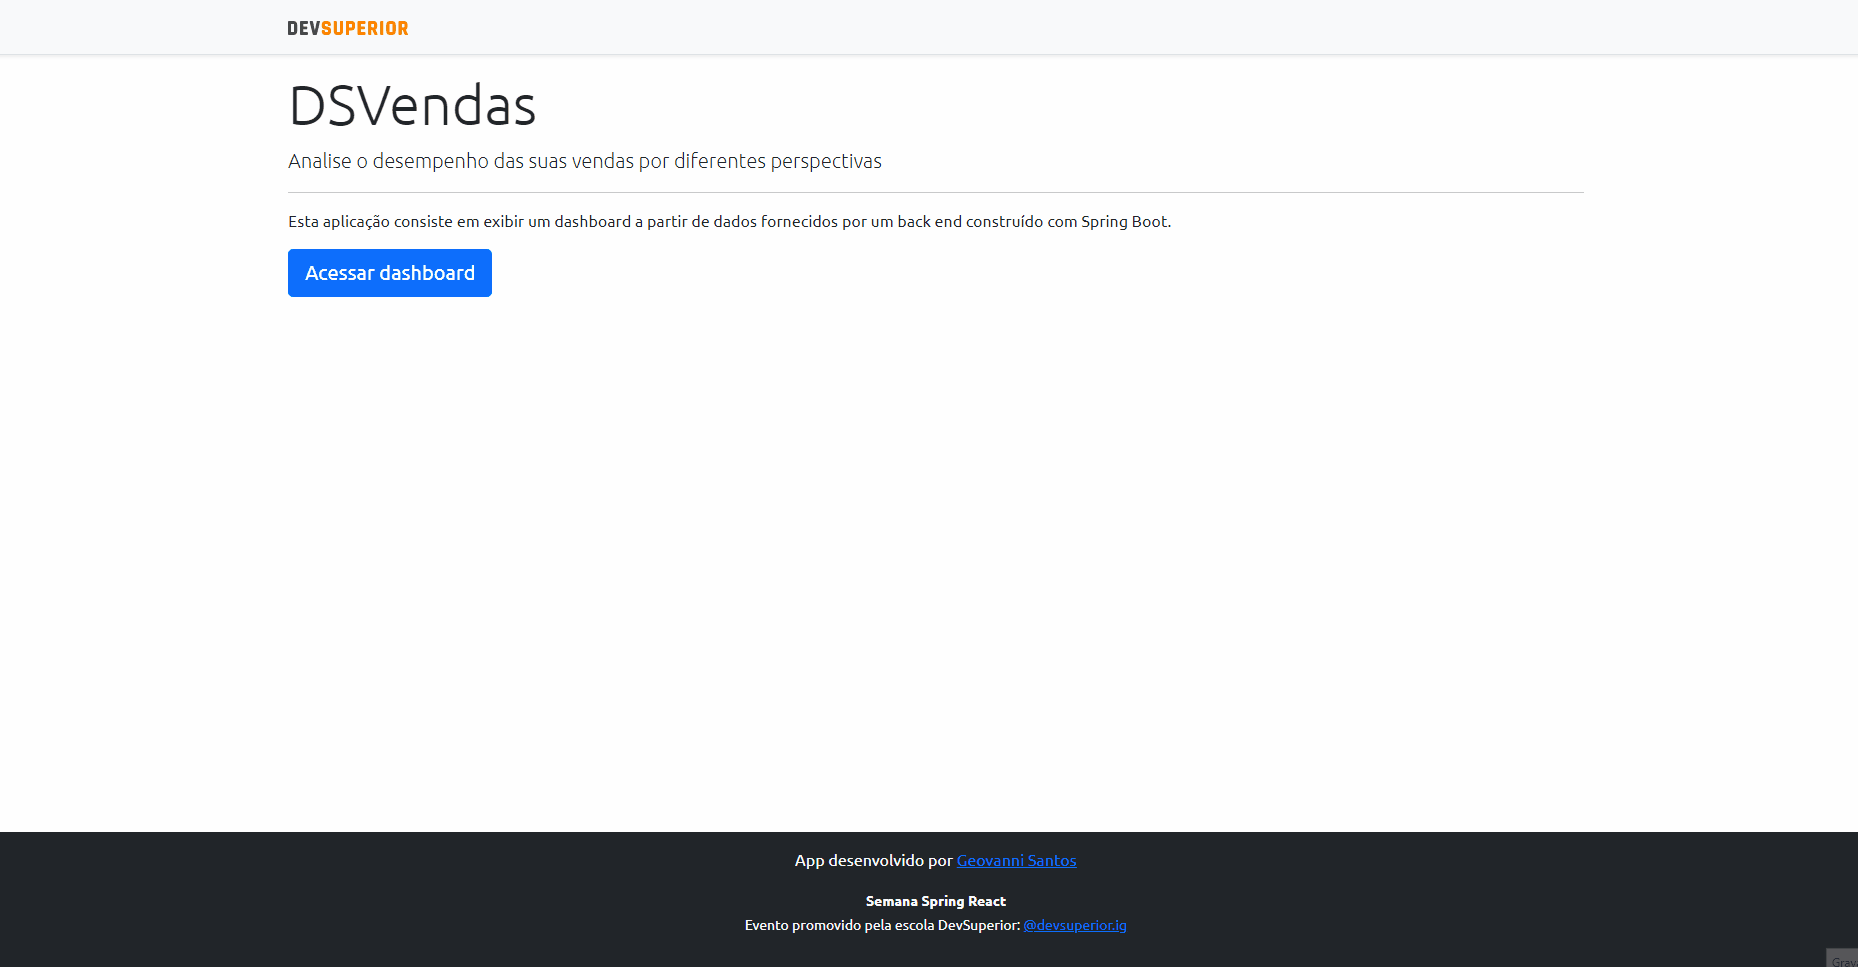 DEVSUPERIOR
DSVendas
Analise o desempenho das suas vendas por diferentes perspectivas
Esta aplicação consiste em exibir um dashboard a partir de dados fornecidos por um back end construído com Spring Boot.
Acessar dashboard
App desenvolvido por Geovanni Santos
Semana Spring React
Evento promovido pela escola DevSuperior: @devsuperior.ig